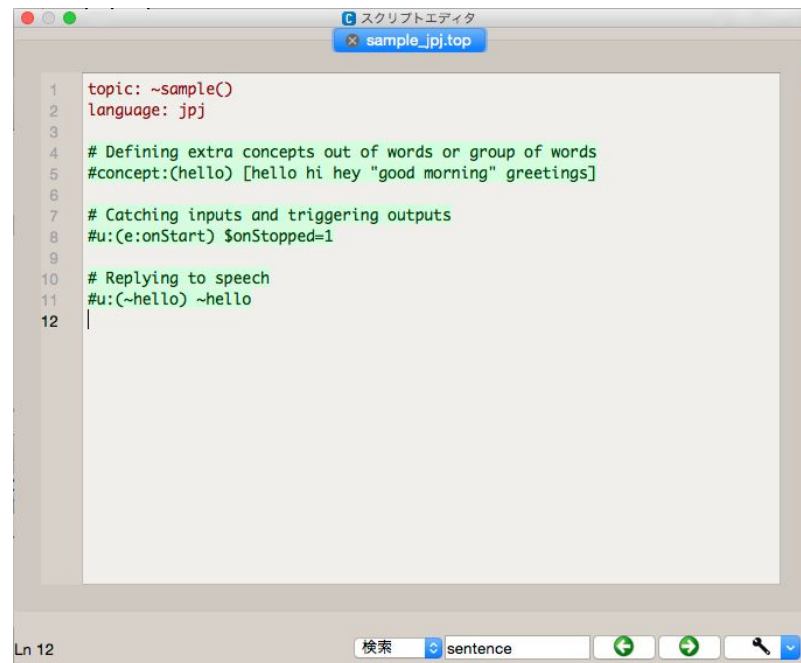 スクリプトエディタ
sample_jpj.top
1 topic: ~sample()
2 language: jpj
3
4 # Defining extra concepts out of words or group of words
5 #concept:(hello) [hello hi hey "good morning" greetings]
6
7 # Catching inputs and triggering outputs
8 #u:(e:onStart) $onStopped=1
9
10 # Replying to speech
11 #u:(~hello) ~hello
12
Ln 12 検索 sentence